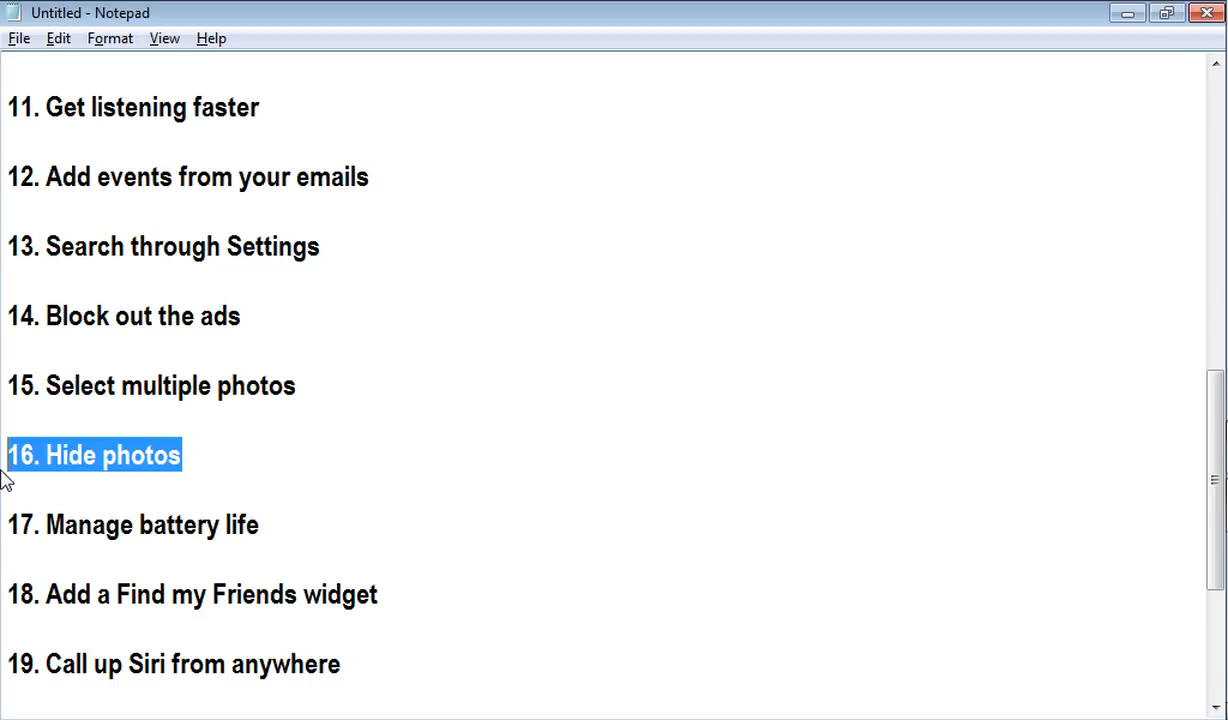 Untitled - Notepad
File Edit Format View Help
11. Get listening faster
12. Add events from your emails
13. Search through Settings
14. Block out the ads
15. Select multiple photos
16. Hide photos
17. Manage battery life
18. Add a Find my Friends widget
19. Call up Siri from anywhere